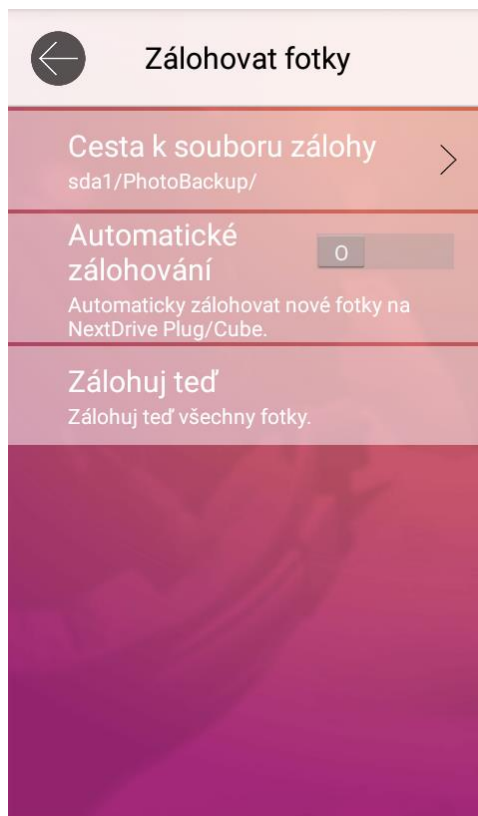 Zálohovat fotky
Cesta k souboru zálohy
sda1/PhotoBackup/
Automatické
zálohování
O
Automaticky zálohovat nové fotky na
NextDrive Plug/Cube.
Zálohuj teď
Zálohuj teď všechny fotky.